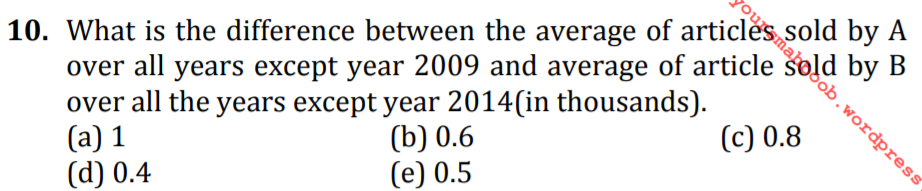 10. What is the difference between the average of articles sold by A
over all years except year 2009 and average of article sold by B
over all the years except year 2014(in thousands).
(a) 1 (b) 0.6 (c) 0.8
(d) 0.4 (e) 0.5
yoursmahboob.wordpress